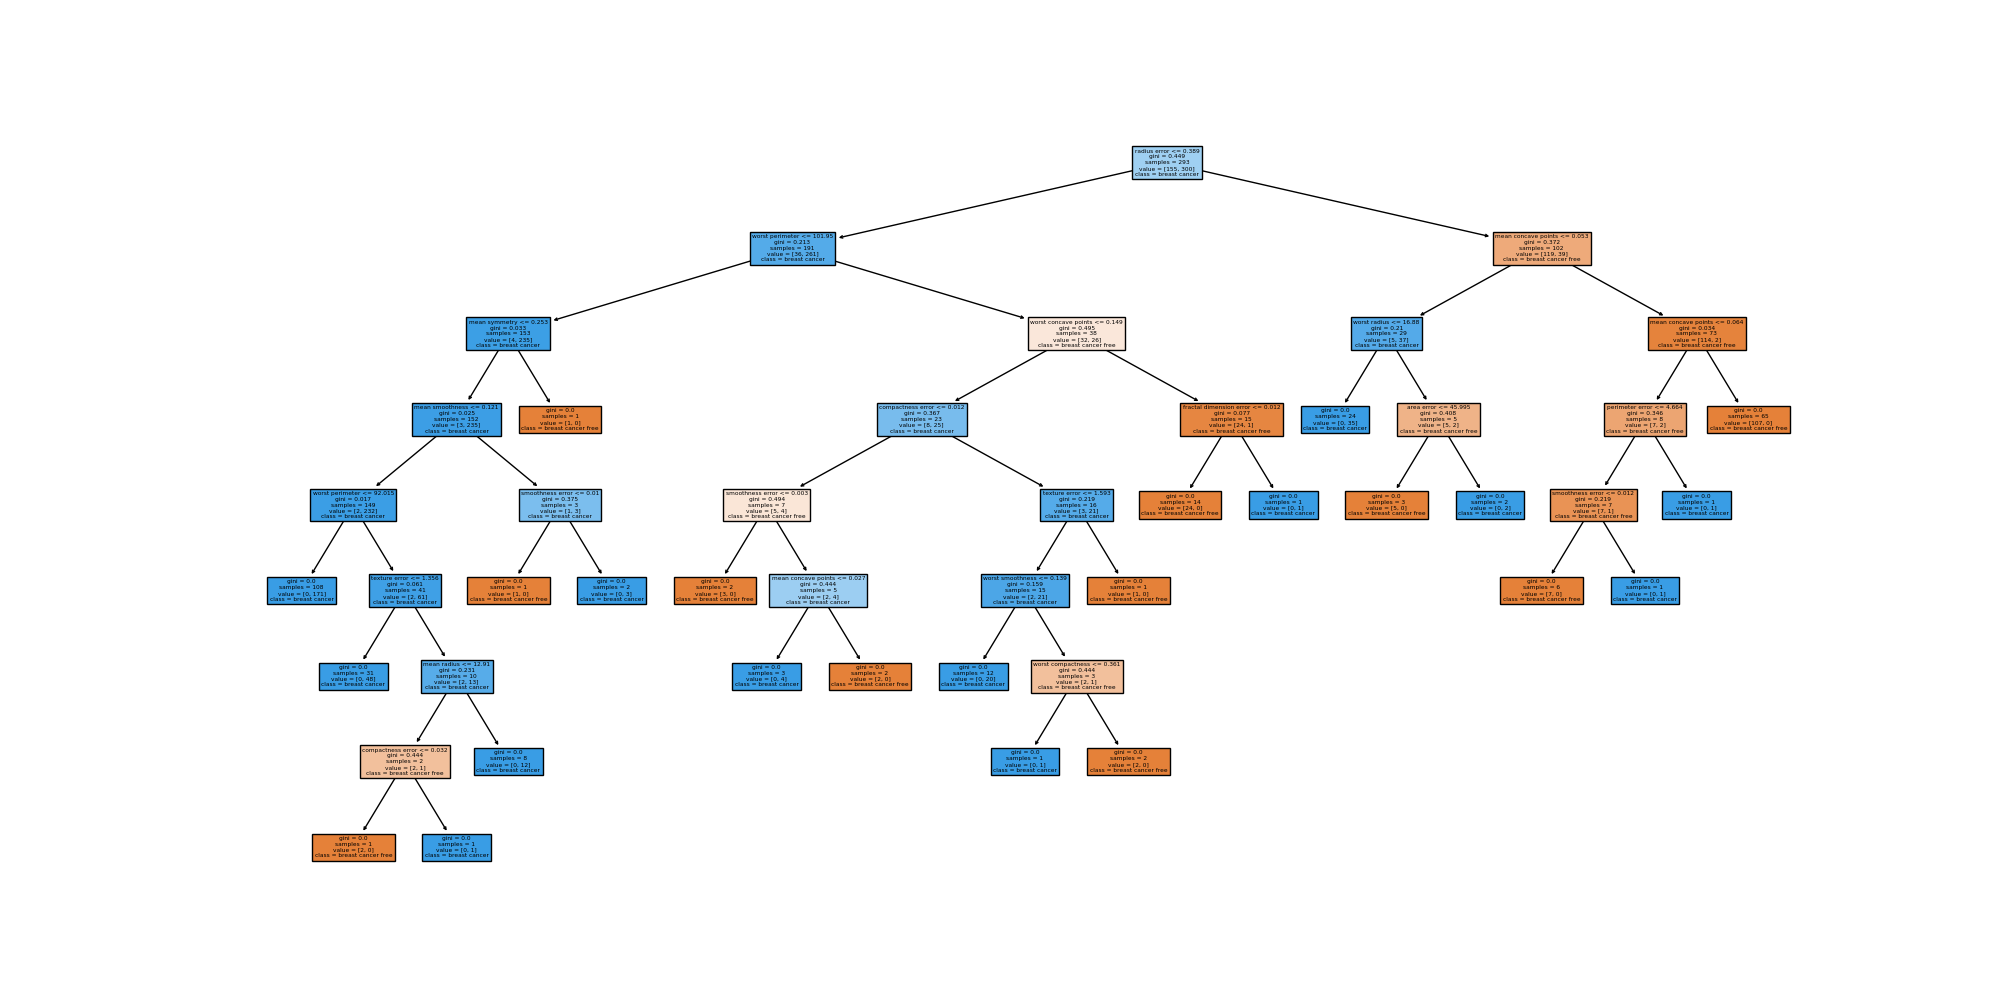 radius error <= 0.389
gini = 0.449
samples = 293
value = [155, 300]
class = breast cancer
worst perimeter <= 101.95
gini = 0.213
samples = 191
value = [36, 261]
class = breast cancer
mean concave points <= 0.053
gini = 0.372
samples = 102
value = [119, 39]
class = breast cancer free
mean symmetry <= 0.253
gini = 0.033
samples = 153
value = [4, 235]
class = breast cancer
worst concave points <= 0.149
gini = 0.495
samples = 38
value = [32, 26]
class = breast cancer free
worst radius <= 16.88
gini = 0.21
samples = 29
value = [5, 37]
class = breast cancer
mean concave points <= 0.064
gini = 0.034
samples = 73
value = [114, 2]
class = breast cancer free
mean smoothness <= 0.121
gini = 0.025
samples = 152
value = [3, 235]
class = breast cancer
gini = 0.0
samples = 1
value = [1, 0]
class = breast cancer free
compactness error <= 0.012
gini = 0.367
samples = 23
value = [8, 25]
class = breast cancer
fractal dimension error <= 0.012
gini = 0.077
samples = 15
value = [24, 1]
class = breast cancer free
gini = 0.0
samples = 24
value = [0, 35]
class = breast cancer
area error <= 45.995
gini = 0.408
samples = 5
value = [5, 2]
class = breast cancer free
perimeter error <= 4.664
gini = 0.346
samples = 8
value = [7, 2]
class = breast cancer free
gini = 0.0
samples = 65
value = [107, 0]
class = breast cancer free
worst perimeter <= 92.015
gini = 0.017
samples = 149
value = [2, 232]
class = breast cancer
smoothness error <= 0.01
gini = 0.375
samples = 3
value = [1, 3]
class = breast cancer
smoothness error <= 0.003
gini = 0.494
samples = 7
value = [5, 4]
class = breast cancer free
texture error <= 1.593
gini = 0.219
samples = 16
value = [3, 21]
class = breast cancer
gini = 0.0
samples = 14
value = [24, 0]
class = breast cancer free
gini = 0.0
samples = 1
value = [0, 1]
class = breast cancer
gini = 0.0
samples = 3
value = [5, 0]
class = breast cancer free
gini = 0.0
samples = 2
value = [0, 2]
class = breast cancer
smoothness error <= 0.012
gini = 0.219
samples = 7
value = [7, 1]
class = breast cancer free
gini = 0.0
samples = 1
value = [0, 1]
class = breast cancer
gini = 0.0
samples = 108
value = [0, 171]
class = breast cancer
texture error <= 1.356
gini = 0.061
samples = 41
value = [2, 61]
class = breast cancer
gini = 0.0
samples = 1
value = [1, 0]
class = breast cancer free
gini = 0.0
samples = 2
value = [0, 3]
class = breast cancer
gini = 0.0
samples = 2
value = [3, 0]
class = breast cancer free
mean concave points <= 0.027
gini = 0.444
samples = 5
value = [2, 4]
class = breast cancer
worst smoothness <= 0.139
gini = 0.159
samples = 15
value = [2, 21]
class = breast cancer
gini = 0.0
samples = 1
value = [1, 0]
class = breast cancer free
gini = 0.0
samples = 6
value = [7, 0]
class = breast cancer free
gini = 0.0
samples = 1
value = [0, 1]
class = breast cancer
gini = 0.0
samples = 31
value = [0, 48]
class = breast cancer
mean radius <= 12.91
gini = 0.231
samples = 10
value = [2, 13]
class = breast cancer
gini = 0.0
samples = 3
value = [0, 4]
class = breast cancer
gini = 0.0
samples = 2
value = [2, 0]
class = breast cancer free
gini = 0.0
samples = 12
value = [0, 20]
class = breast cancer
worst compactness <= 0.361
gini = 0.444
samples = 3
value = [2, 1]
class = breast cancer free
compactness error <= 0.032
gini = 0.444
samples = 2
value = [2, 1]
class = breast cancer free
gini = 0.0
samples = 8
value = [0, 12]
class = breast cancer
gini = 0.0
samples = 1
value = [0, 1]
class = breast cancer
gini = 0.0
samples = 2
value = [2, 0]
class = breast cancer free
gini = 0.0
samples = 1
value = [2, 0]
class = breast cancer free
gini = 0.0
samples = 1
value = [0, 1]
class = breast cancer